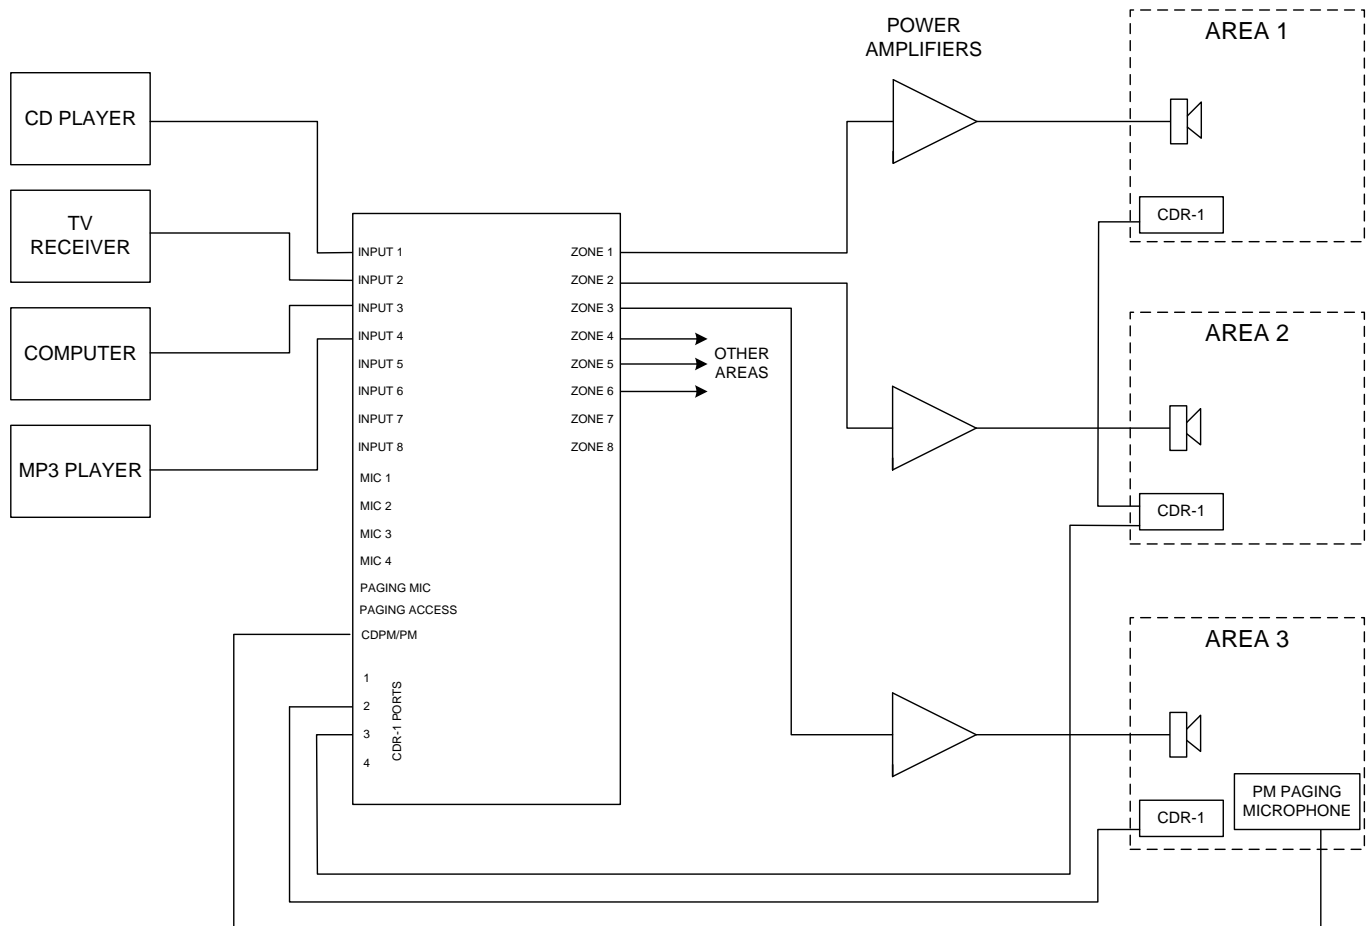 POWER
AMPLIFIERS
AREA 1
CD PLAYER
CDR-1
TV
RECEIVER
INPUT 1
INPUT 2
INPUT 3
INPUT 4
INPUT 5
INPUT 6
INPUT 7
INPUT 8
MIC 1
MIC 2
MIC 3
MIC 4
PAGING MIC
PAGING ACCESS
CDPM/PM
1
2
3
4
CDR-1 PORTS
ZONE 1
ZONE 2
ZONE 3
ZONE 4
ZONE 5
ZONE 6
ZONE 7
ZONE 8
OTHER
AREAS
COMPUTER
MP3 PLAYER
AREA 2
CDR-1
AREA 3
CDR-1
PM PAGING
MICROPHONE